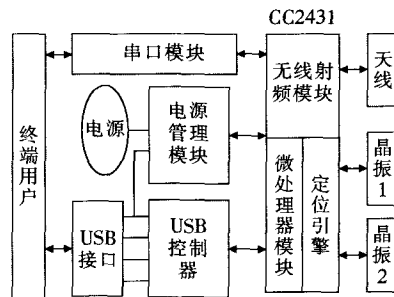 CC2431
终端用户
串口模块
电源
电源
管理
模块
USB
接口
USB
控制
器
无线射
频模块
微处理器模块
定位引擎
天线
晶振1
晶振2